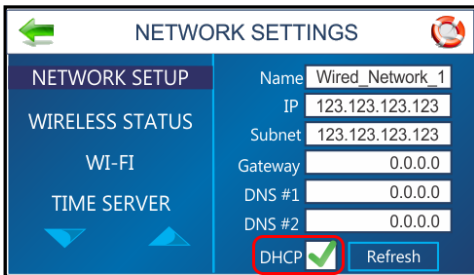 NETWORK SETTINGS
NETWORK SETUP
WIRELESS STATUS
WI-FI
TIME SERVER
Name Wired_Network_1
IP 123.123.123.123
Subnet 123.123.123.123
Gateway 0.0.0.0
DNS #1 0.0.0.0
DNS #2 0.0.0.0
DHCP Refresh